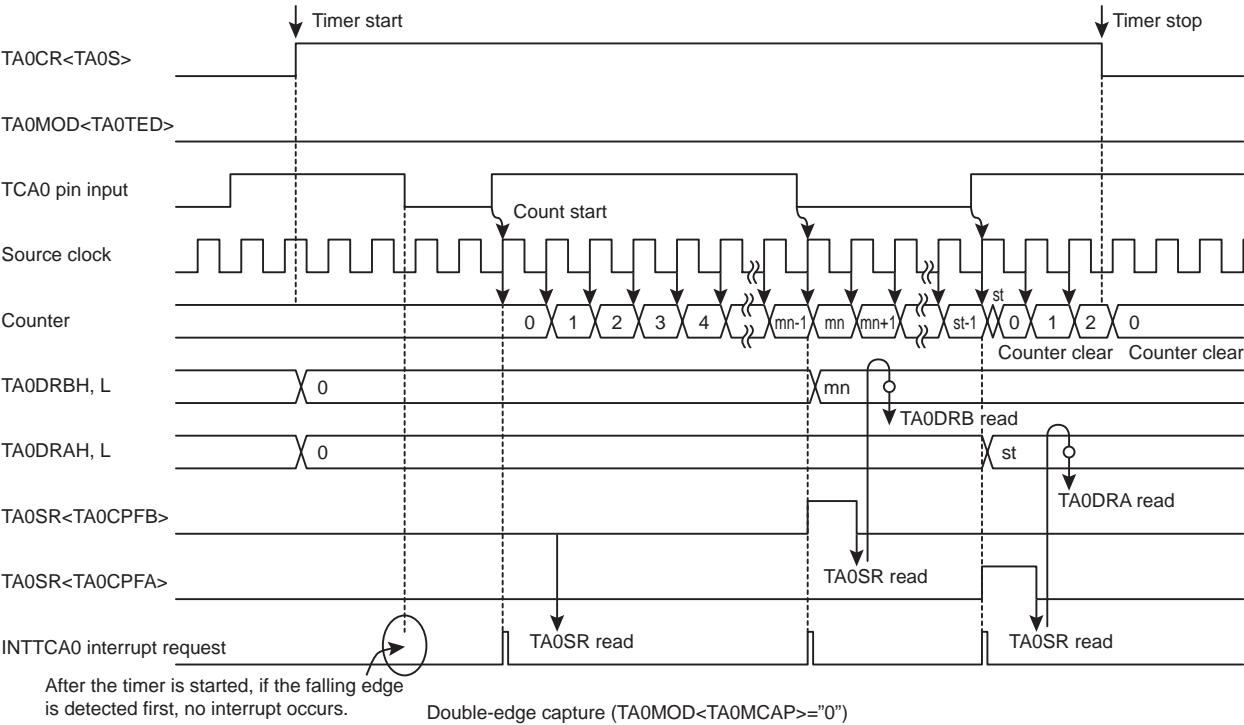 Timer start
Timer stop
TA0CR<TA0S>
TA0MOD<TA0TED>
TCA0 pin input
Count start
Source clock
st
Counter
0 1 2 3 4 mn-1 mn mn+1 st-1 0 1 2 0
Counter clear Counter clear
TA0DRBH, L
0 mn
TA0DRB read
TA0DRAH, L
0 st
TA0DRA read
TA0SR<TA0CPFB>
TA0SR read
TA0SR<TA0CPFA>
TA0SR read TA0SR read
INTTCA0 interrupt request
After the timer is started, if the falling edge
is detected first, no interrupt occurs.
Double-edge capture (TA0MOD<TA0MCAP>="0")